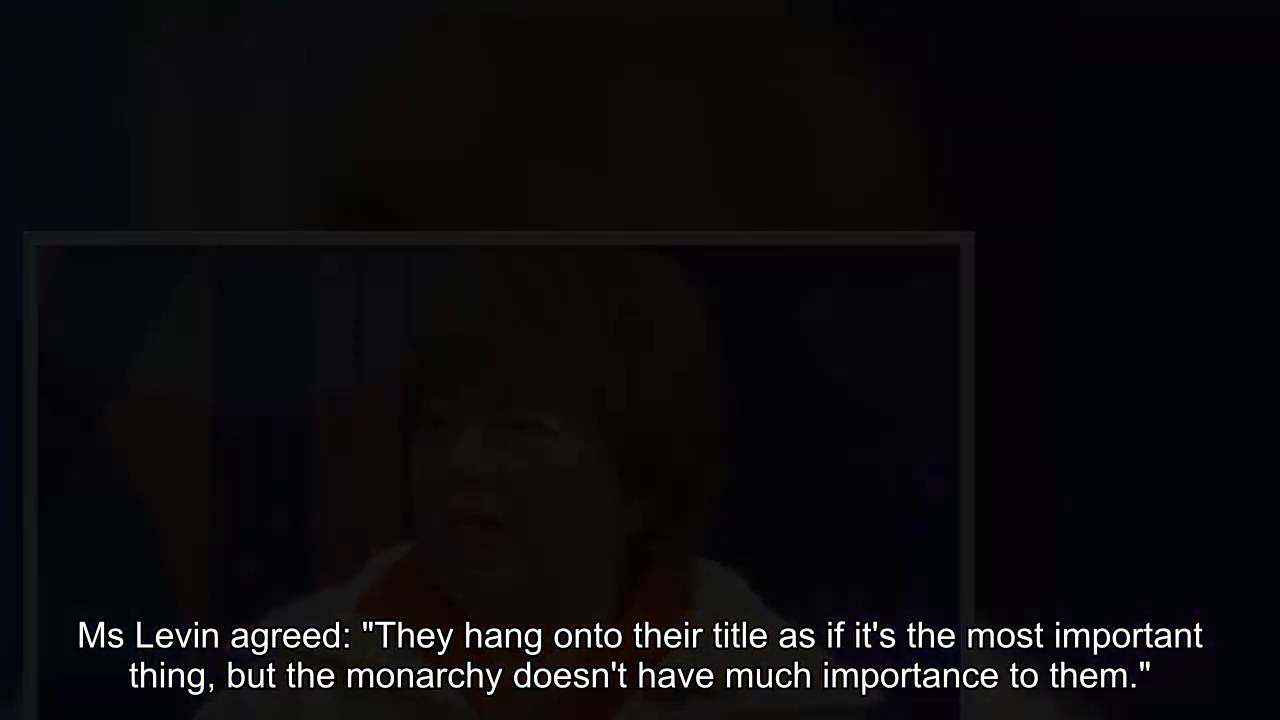 Ms Levin agreed: "They hang onto their title as if it's the most important
thing, but the monarchy doesn't have much importance to them."